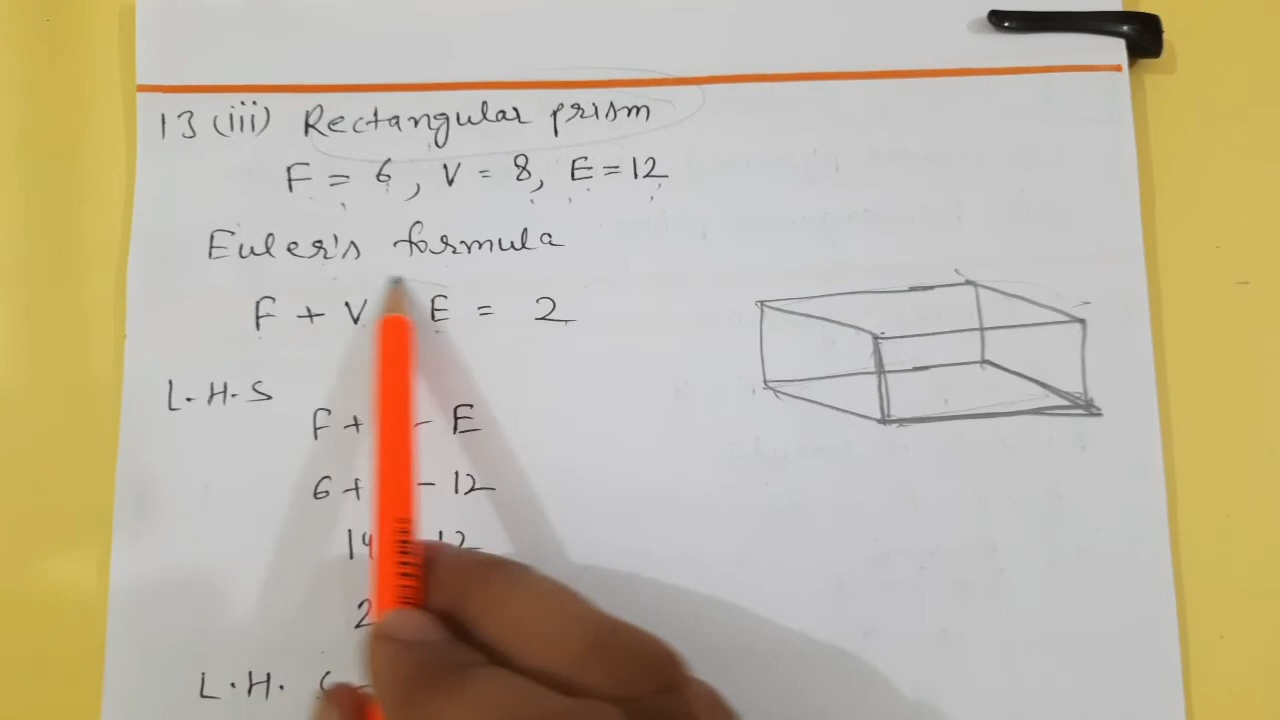 13 (iii) Rectangular prism
F = 6, V = 8, E = 12
Euler's formula
F + V E = 2
L.H.S
F + - E
6 + - 12
14 12
2
L.H.